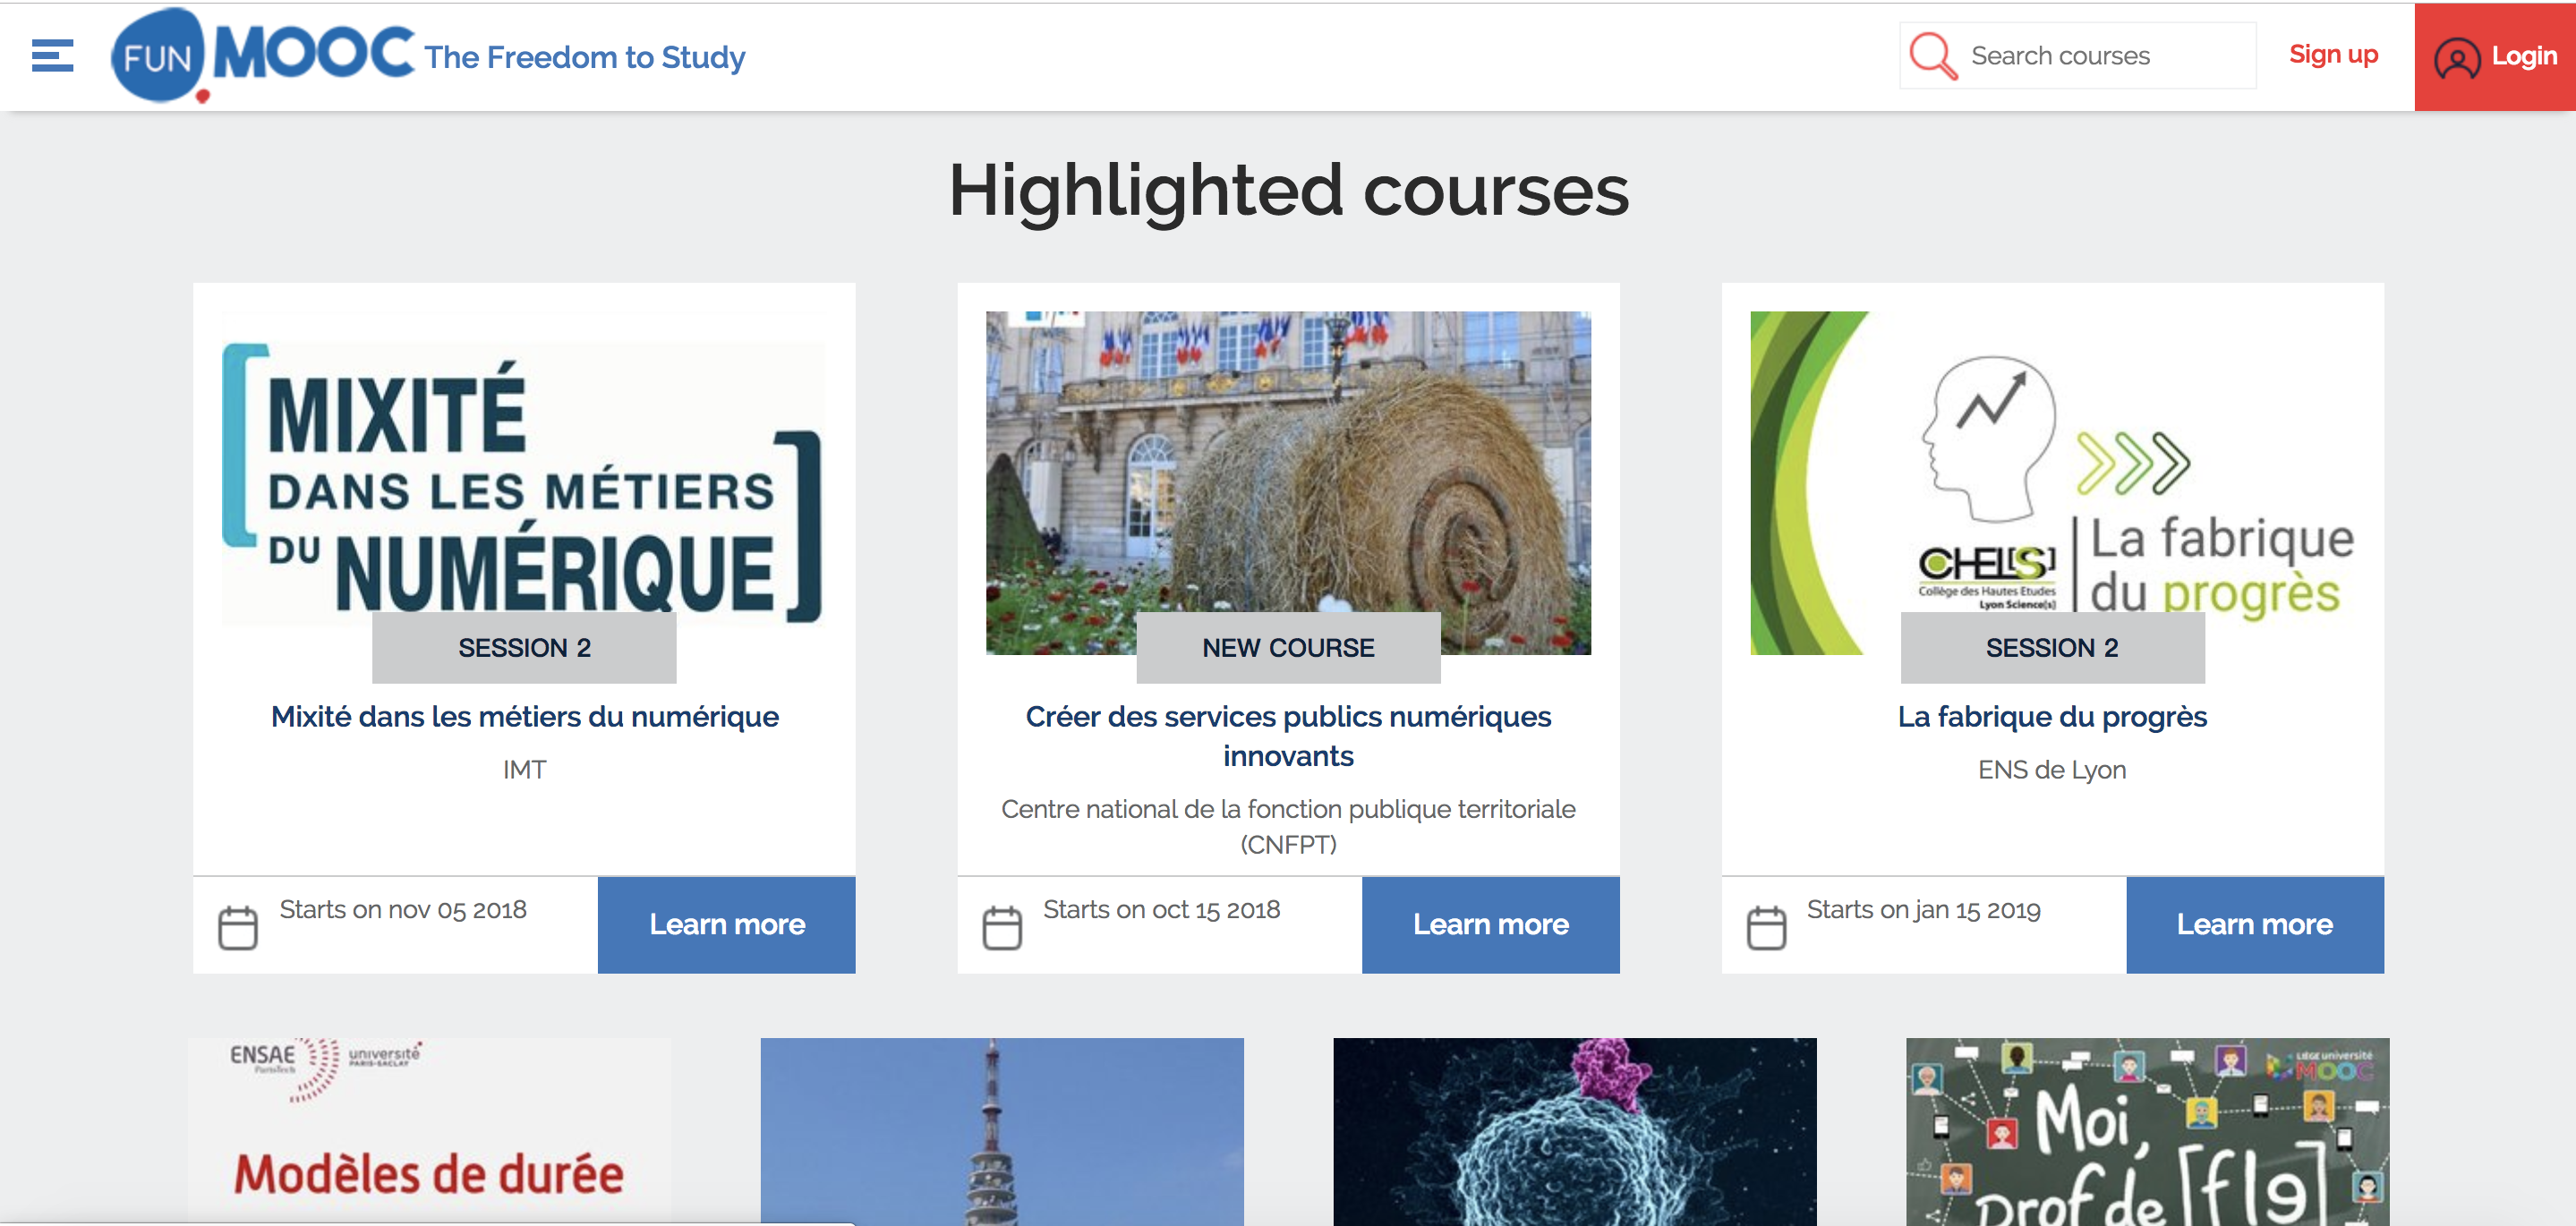 FUN MOOC The Freedom to Study
Search courses
Sign up
Login
Highlighted courses
MIXITÉ
DANS LES MÉTIERS
DU NUMÉRIQUE
SESSION 2
Mixité dans les métiers du numérique
IMT
Starts on nov 05 2018
Learn more
NEW COURSE
Créer des services publics numériques
innovants
Centre national de la fonction publique territoriale
(CNFPT)
Starts on oct 15 2018
Learn more
CHEL[S]
Collège des Hautes Etudes
Lyon Science[s]
La fabrique
du progrès
SESSION 2
La fabrique du progrès
ENS de Lyon
Starts on jan 15 2019
Learn more
ENSAE
ParisTech
université
PARIS-SACLAY
Modèles de durée
LIÈGE université
MOOC
Moi,
prof de [fle]